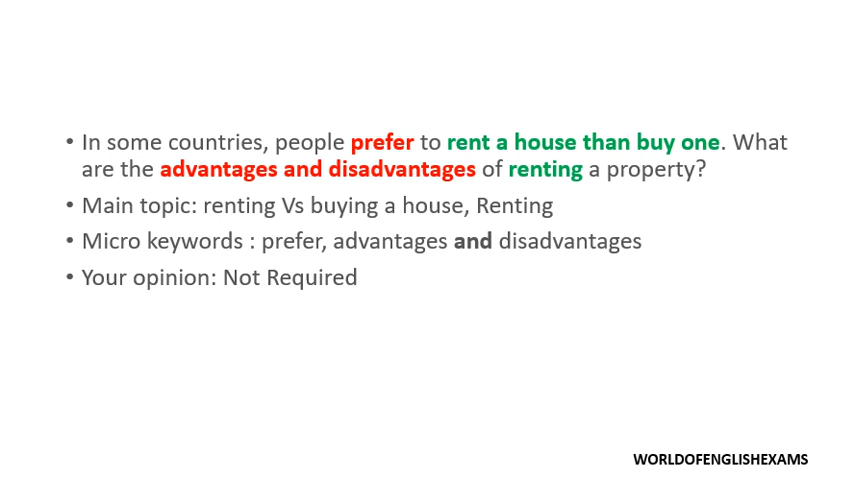 • In some countries, people prefer to rent a house than buy one. What
are the advantages and disadvantages of renting a property?
• Main topic: renting Vs buying a house, Renting
• Micro keywords : prefer, advantages and disadvantages
• Your opinion: Not Required
WORLDOFENGLISHEXAMS